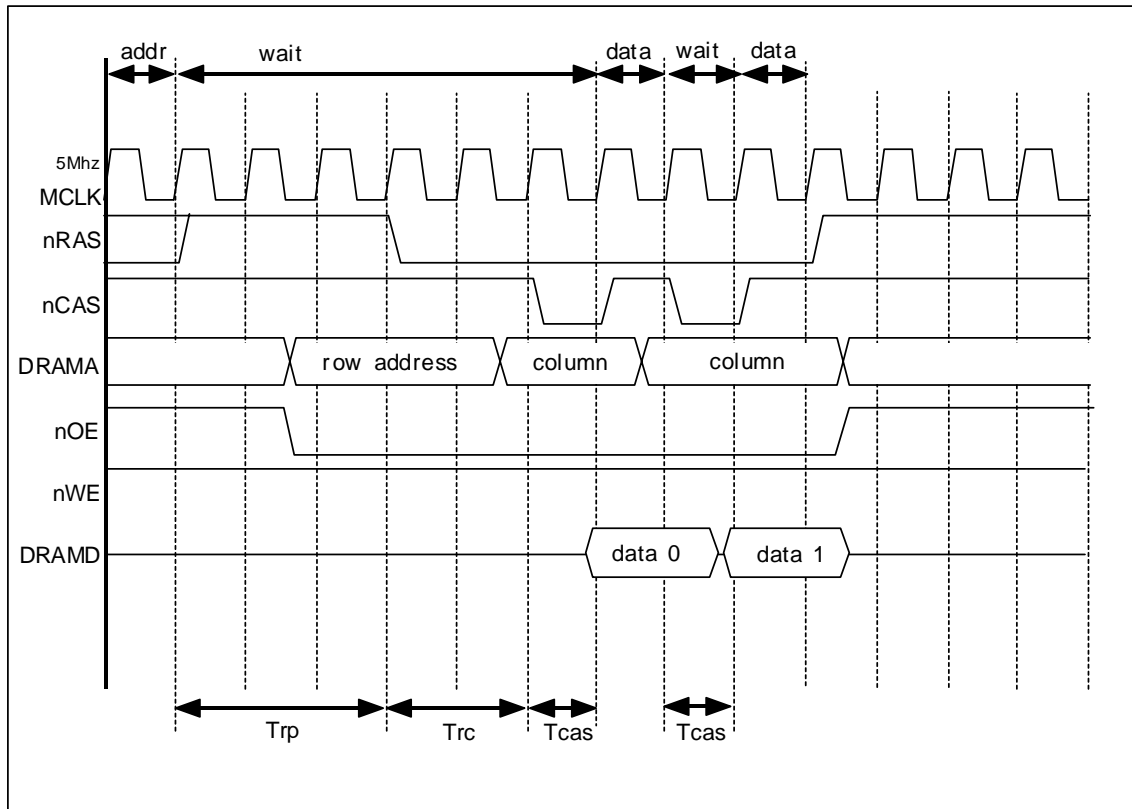 addr wait data wait data
5Mhz
MCLK
nRAS
nCAS
DRAMA row address column column
nOE
nWE
DRAMD data 0 data 1
Trp Trc Tcas Tcas